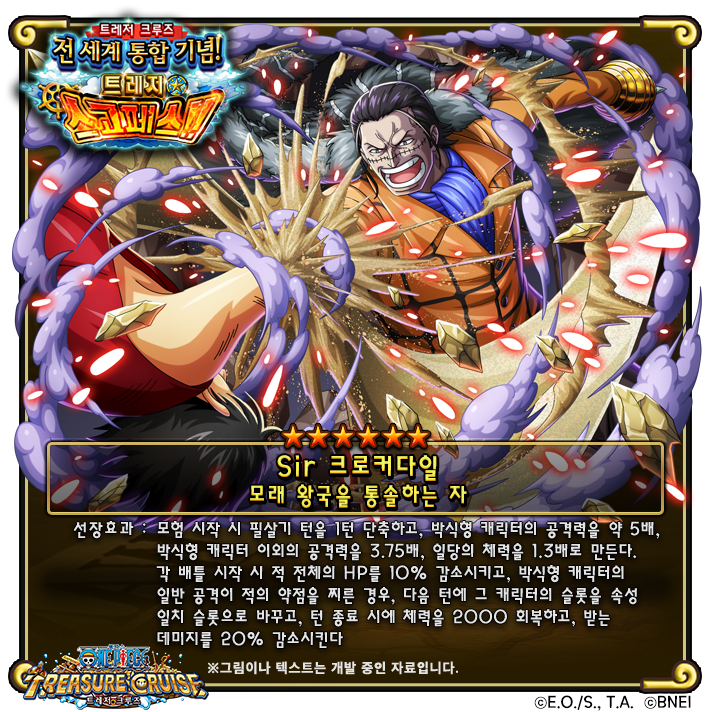 트레저 크루즈
전 세계 통합 기념!
트레저
스고페스!!
Sir 크로커다일
모래 왕국을 통솔하는 자
선장효과 : 모험 시작 시 필살기 턴을 1턴 단축하고, 박식형 캐릭터의 공격력을 약 5배,
박식형 캐릭터 이외의 공격력을 3.75배, 일당의 체력을 1.3배로 만든다.
각 배틀 시작 시 적 전체의 HP를 10% 감소시키고, 박식형 캐릭터의
일반 공격이 적의 약점을 찌른 경우, 다음 턴에 그 캐릭터의 슬롯을 속성
일치 슬롯으로 바꾸고, 턴 종료 시에 체력을 2000 회복하고, 받는
데미지를 20% 감소시킨다
※그림이나 텍스트는 개발 중인 자료입니다.
ONE PIECE
TREASURE CRUISE
트레저 크루즈
©E.O./S., T.A. ©BNEI